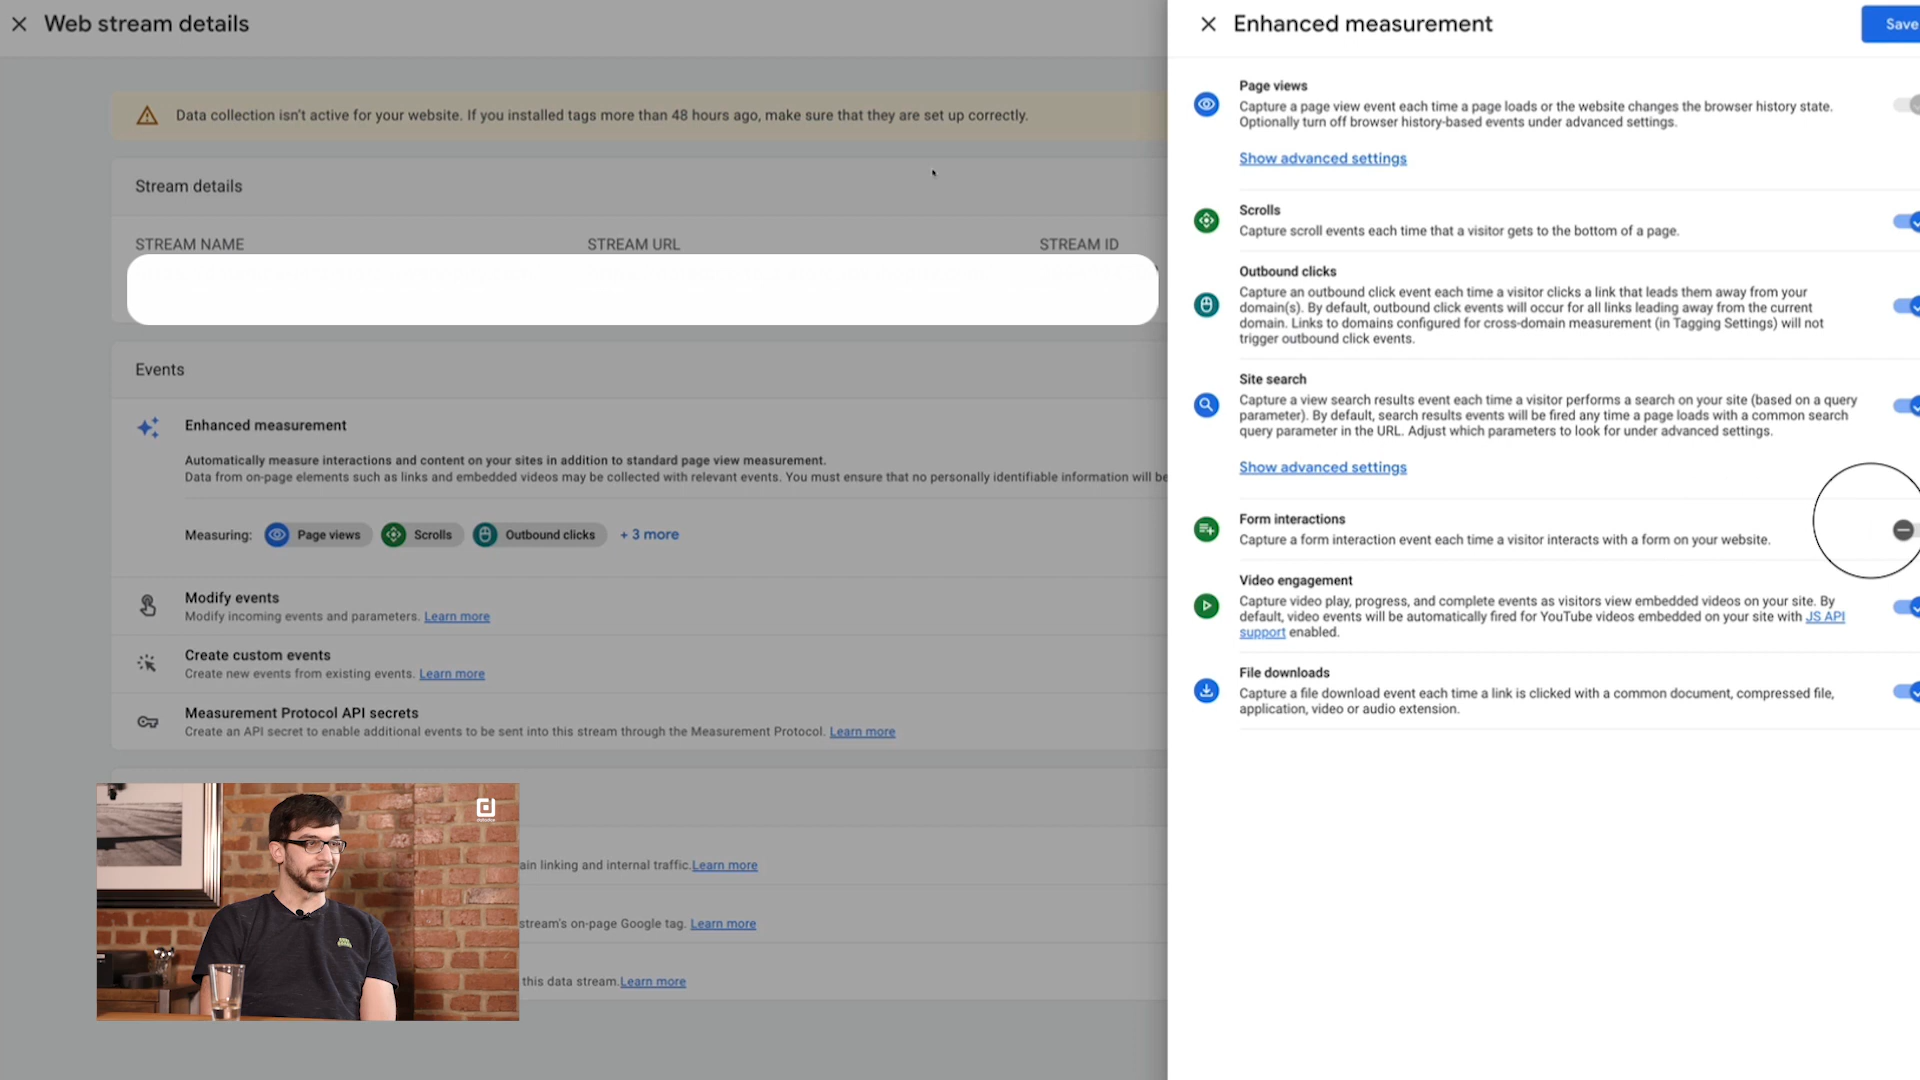 Web stream details
Data collection isn't active for your website. If you installed tags more than 48 hours ago, make sure that they are set up correctly.
Stream details
STREAM NAME
STREAM URL
STREAM ID
Events
Enhanced measurement
Automatically measure interactions and content on your sites in addition to standard page view measurement.
Data from on-page elements such as links and embedded videos may be collected with relevant events. You must ensure that no personally identifiable information will be
Measuring: Page views Scrolls Outbound clicks + 3 more
Modify events
Modify incoming events and parameters. Learn more
Create custom events
Create new events from existing events. Learn more
Measurement Protocol API secrets
Create an API secret to enable additional events to be sent into this stream through the Measurement Protocol. Learn more
ain linking and internal traffic. Learn more
stream's on-page Google tag. Learn more
this data stream. Learn more
Enhanced measurement
Save
Page views
Capture a page view event each time a page loads or the website changes the browser history state.
Optionally turn off browser history-based events under advanced settings.
Show advanced settings
Scrolls
Capture scroll events each time that a visitor gets to the bottom of a page.
Outbound clicks
Capture an outbound click event each time a visitor clicks a link that leads them away from your
domain(s). By default, outbound click events will occur for all links leading away from the current
domain. Links to domains configured for cross-domain measurement (in Tagging Settings) will not
trigger outbound click events.
Site search
Capture a view search results event each time a visitor performs a search on your site (based on a query
parameter). By default, search results events will be fired any time a page loads with a common search
query parameter in the URL. Adjust which parameters to look for under advanced settings.
Show advanced settings
Form interactions
Capture a form interaction event each time a visitor interacts with a form on your website.
Video engagement
Capture video play, progress, and complete events as visitors view embedded videos on your site. By
default, video events will be automatically fired for YouTube videos embedded on your site with JS API
support enabled.
File downloads
Capture a file download event each time a link is clicked with a common document, compressed file,
application, video or audio extension.